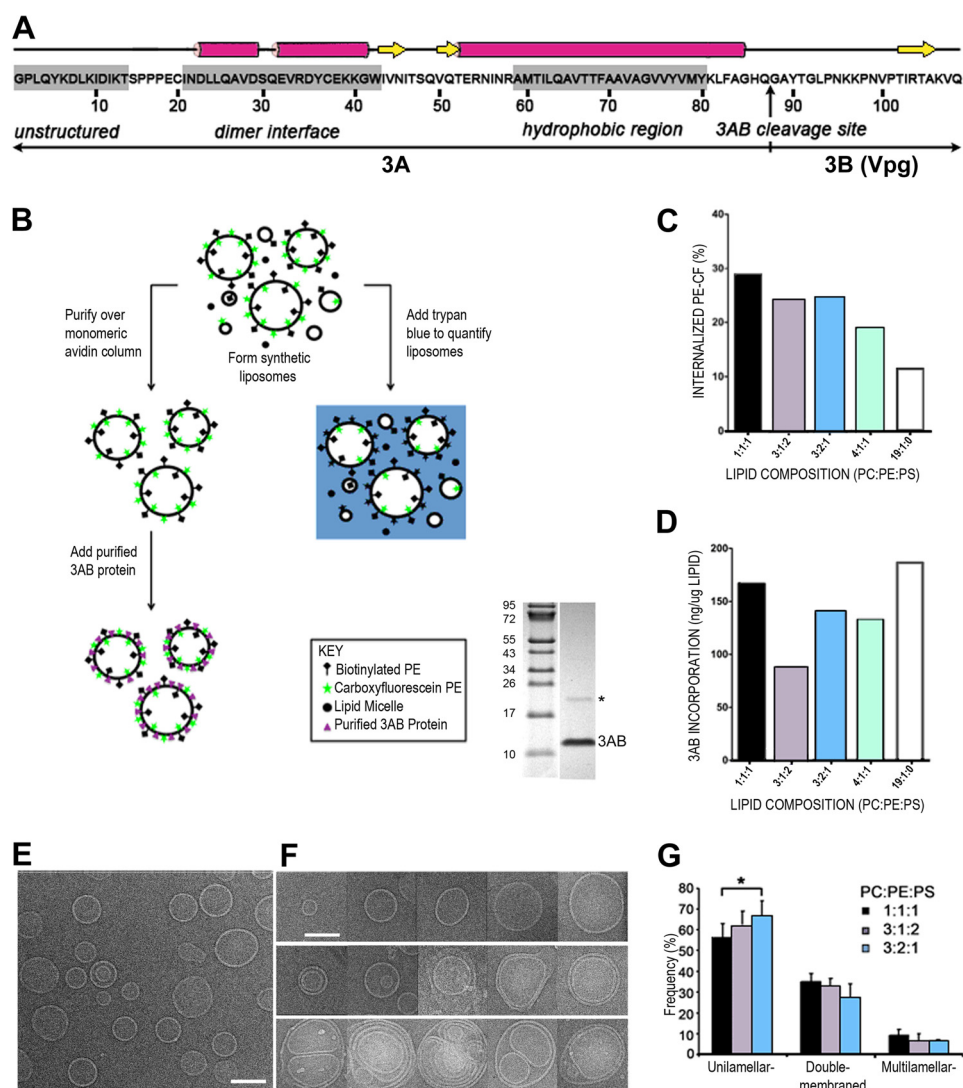 A
GPLQYKDLKIDIKTSPPPECINDLLQAVDSQEVRDYCEKKGWIVNITSQVQTERNINRAMTILQAVTTFAAVAGVVYVMYKLFAGHQGAYTGLPNKKPNVPTIRTAKVQ
10 20 30 40 50 60 70 80 90 100
unstructured dimer interface hydrophobic region 3AB cleavage site
3A 3B (Vpg)
B
Purify over
monomeric
avidin column
Form synthetic
liposomes
Add trypan
blue to quantify
liposomes
Add purified
3AB protein
KEY
Biotinylated PE
Carboxyfluorescein PE
Lipid Micelle
Purified 3AB Protein
95
72
55
43
34
26
17
10
*
3AB
C
INTERNALIZED PE-CF (%)
40
30
20
10
0
1:1:1 3:1:2 3:2:1 4:1:1 19:1:0
LIPID COMPOSITION (PC:PE:PS)
D
3AB INCORPORATION (ng/ug LIPID)
200
150
100
50
0
1:1:1 3:1:2 3:2:1 4:1:1 19:1:0
LIPID COMPOSITION (PC:PE:PS)
E
F
G
Frequency (%)
80
70
60
50
40
30
20
10
0
*
PC:PE:PS
1:1:1
3:1:2
3:2:1
Unilamellar- Double- Multilamellar-
membraned